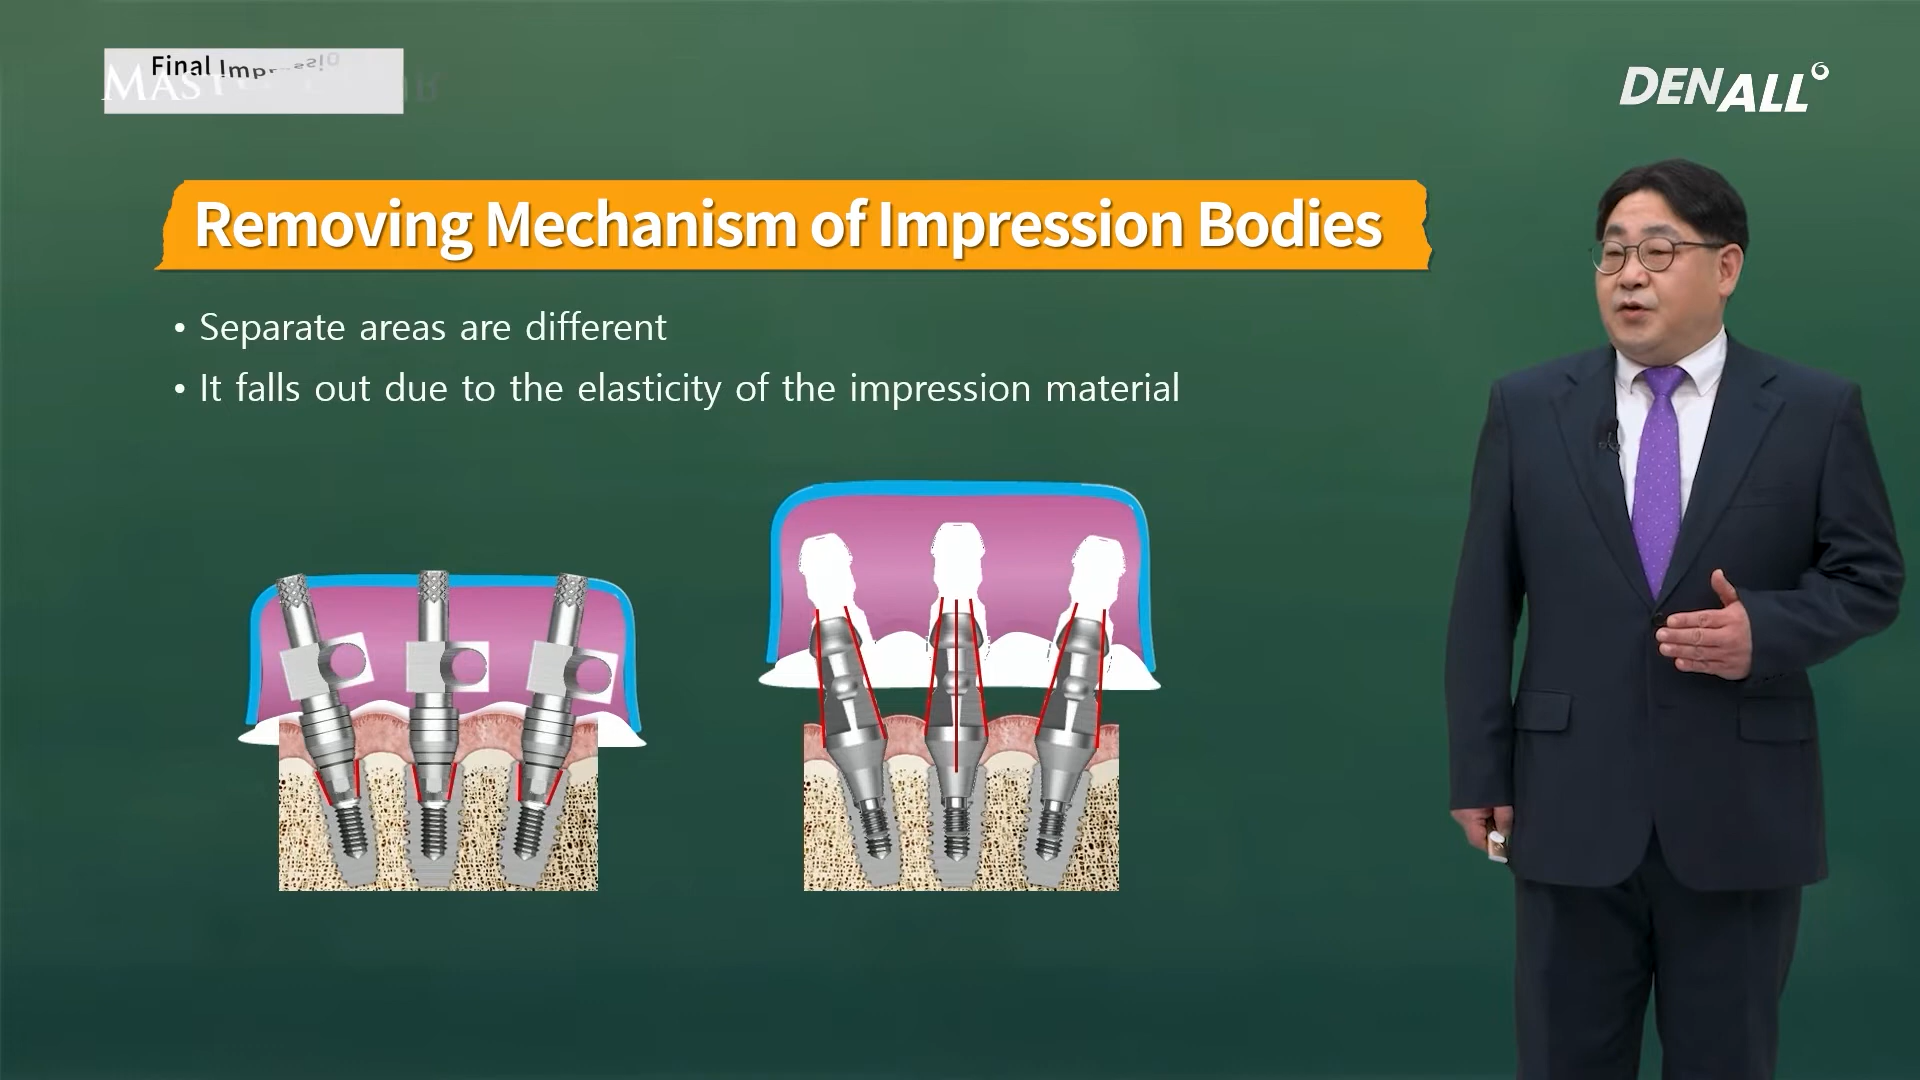 Final
DENALL
Removing Mechanism of Impression Bodies
• Separate areas are different
• It falls out due to the elasticity of the impression material